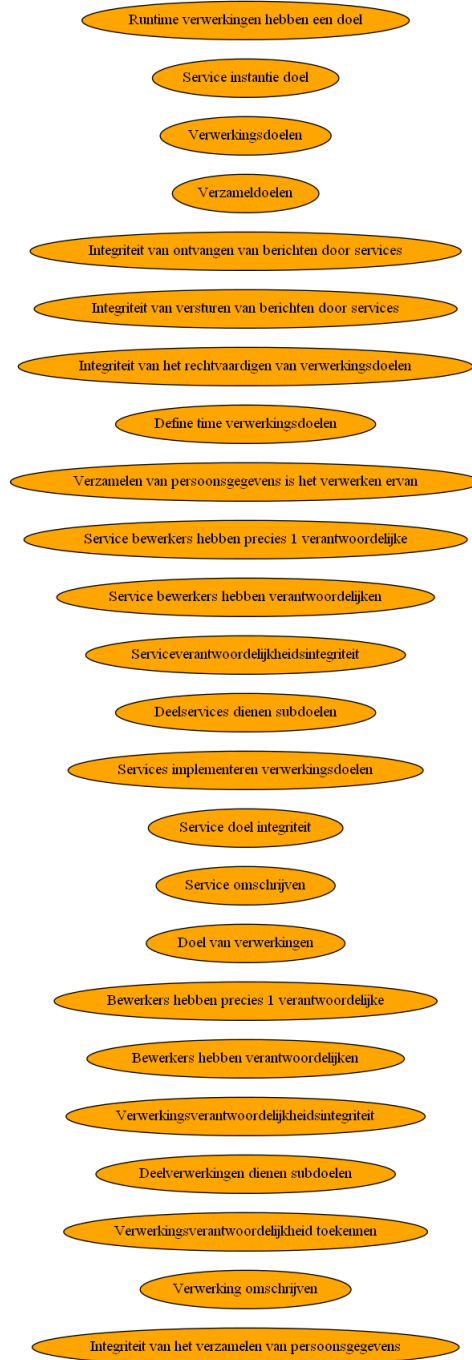 Runtime verwerkingen hebben een doel
Service instantie doel
Verwerkingsdoelen
Verzameldoelen
Integriteit van ontvangen van berichten door services
Integriteit van versturen van berichten door services
Integriteit van het rechtvaardigen van verwerkingsdoelen
Define time verwerkingsdoelen
Verzamelen van persoonsgegevens is het verwerken ervan
Service bewerkers hebben precies 1 verantwoordelijke
Service bewerkers hebben verantwoordelijken
Serviceverantwoordelijkheidsintegriteit
Deelservices dienen subdoelen
Services implementeren verwerkingsdoelen
Service doel integriteit
Service omschrijven
Doel van verwerkingen
Bewerkers hebben precies 1 verantwoordelijke
Bewerkers hebben verantwoordelijken
Verwerkingsverantwoordelijkheidsintegriteit
Deelverwerkingen dienen subdoelen
Verwerkingsverantwoordelijkheid toekennen
Verwerking omschrijven
Integriteit van het verzamelen van persoonsgegevens